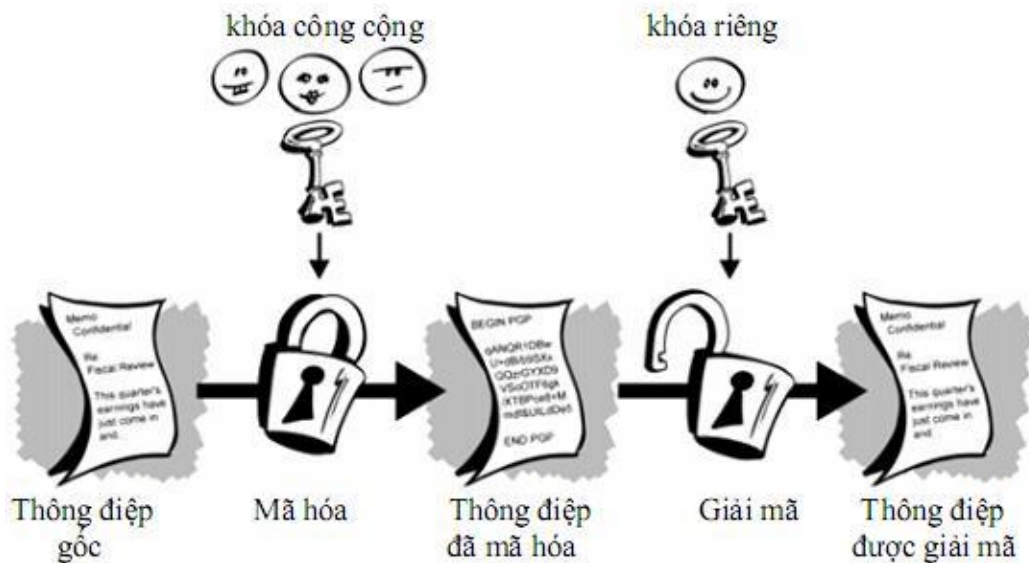 khóa công cộng
khóa riêng
Memo
Confidential
Re
Fiscal Review
This quarter's
earnings have
just come in
and.
BEGIN PGP
END PGP
Memo
Confidential
Re
Fiscal Review
This quarter's
earnings have
just come in
and.
Thông điệp
gốc
Mã hóa
Thông điệp
đã mã hóa
Giải mã
Thông điệp
được giải mã